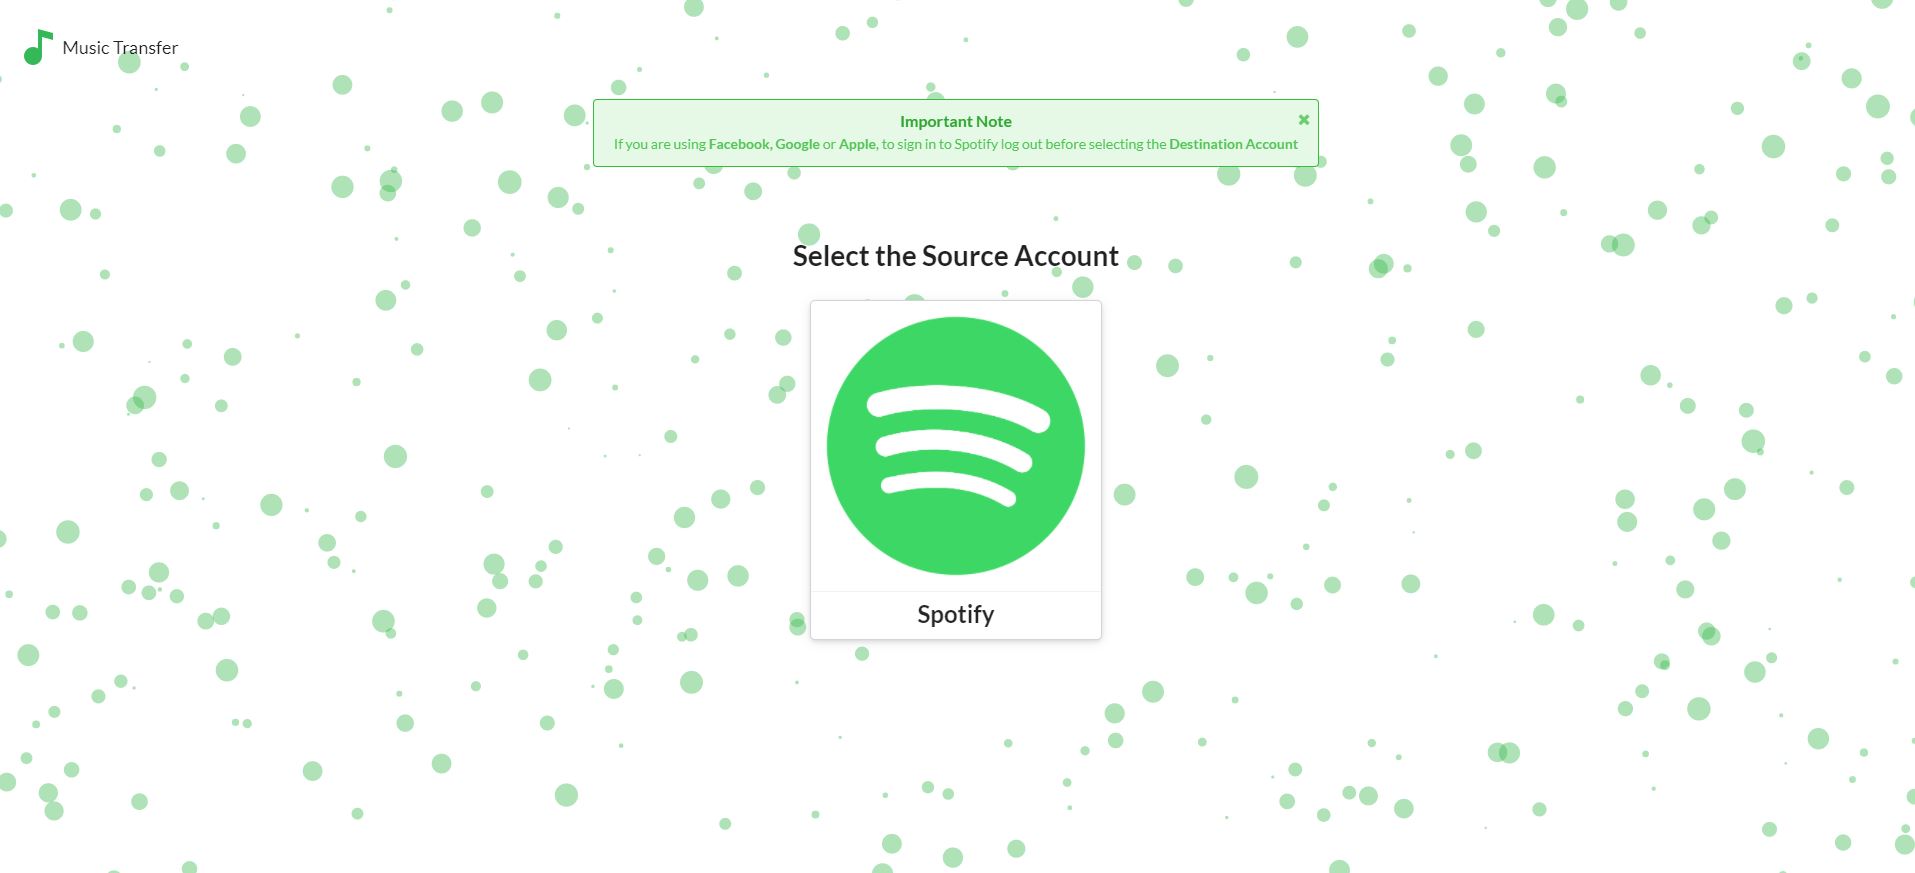 Music Transfer
Important Note
If you are using Facebook, Google or Apple, to sign in to Spotify log out before selecting the Destination Account
Select the Source Account
Spotify